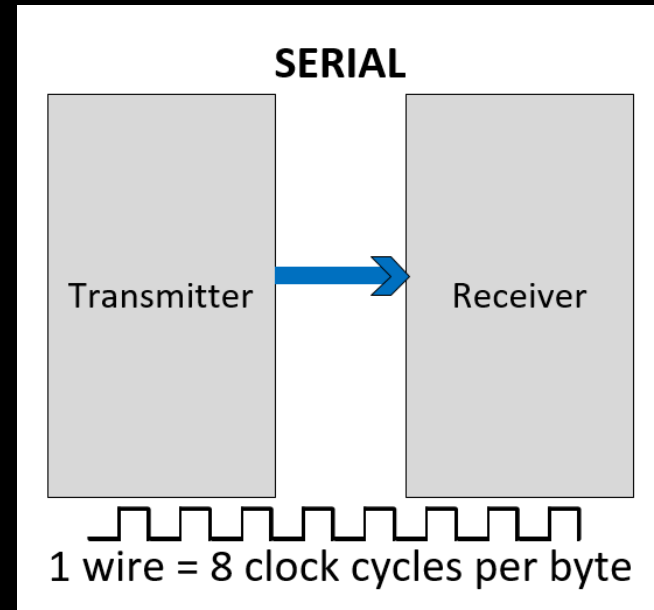 SERIAL
Transmitter
Receiver
1 wire = 8 clock cycles per byte